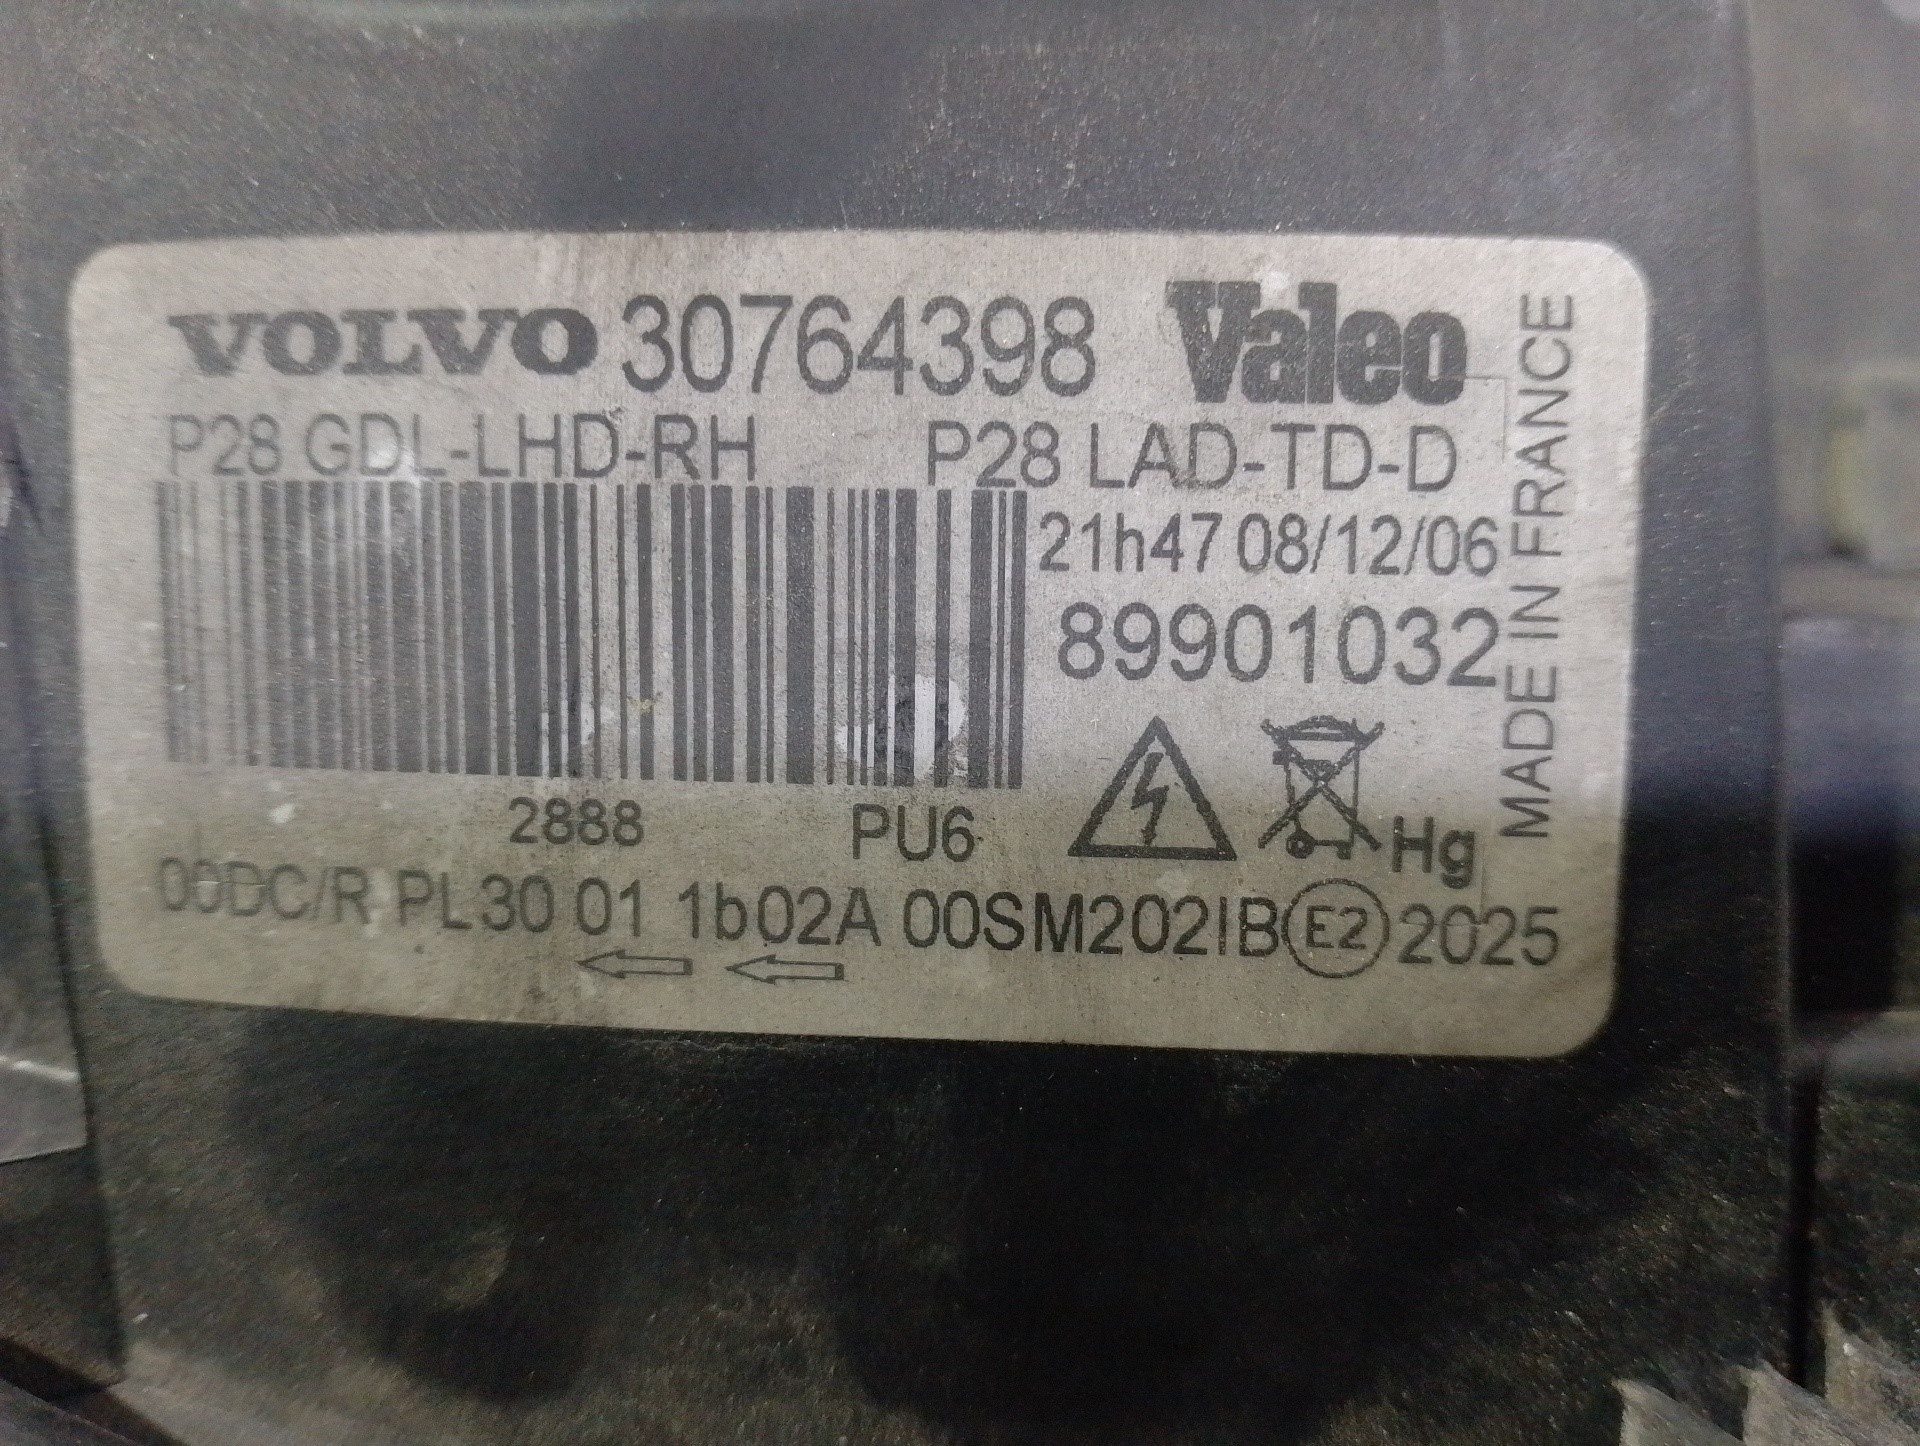 VOLVO 30764398 Valeo
P28 GDL-LHD-RH P28 LAD-TD-D
21h47 08/12/06
89901032
MADE IN FRANCE
2888 PU6
Hg
00DC/R PL30 01 1b02A 00SM202IB E2 2025